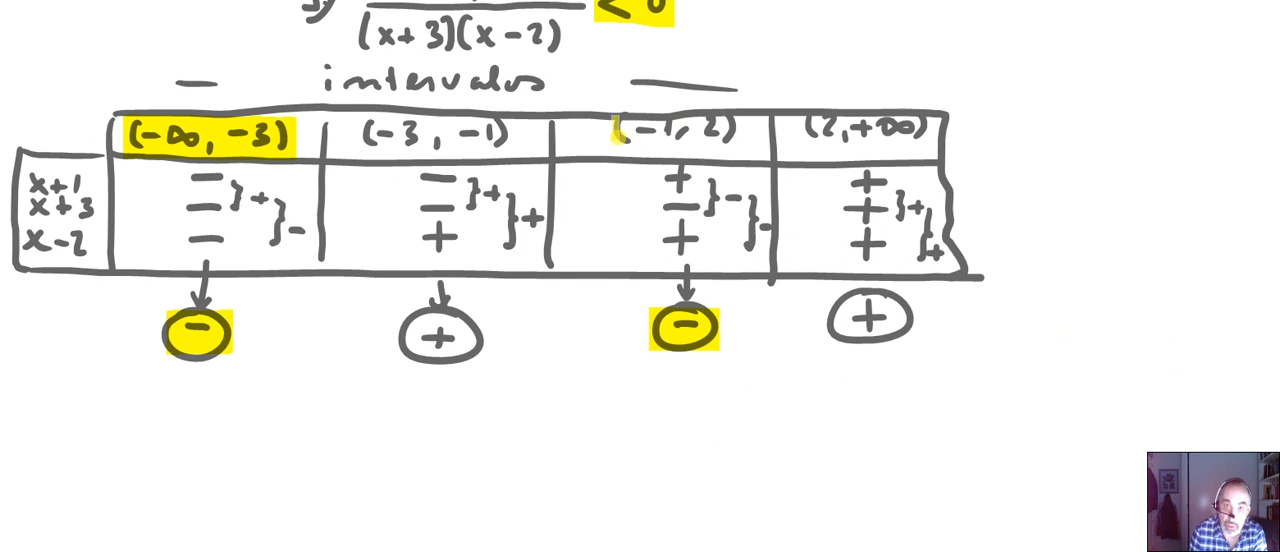 < 0
(x+3)(x-2)
— intervalos —
(-∞, -3) (-3, -1) (-1, 2) (2, +∞)
x+1 − − + +
x+3 − } + − } + − } − + } +
x-2 − } − + } + + } − + } +
− + − +